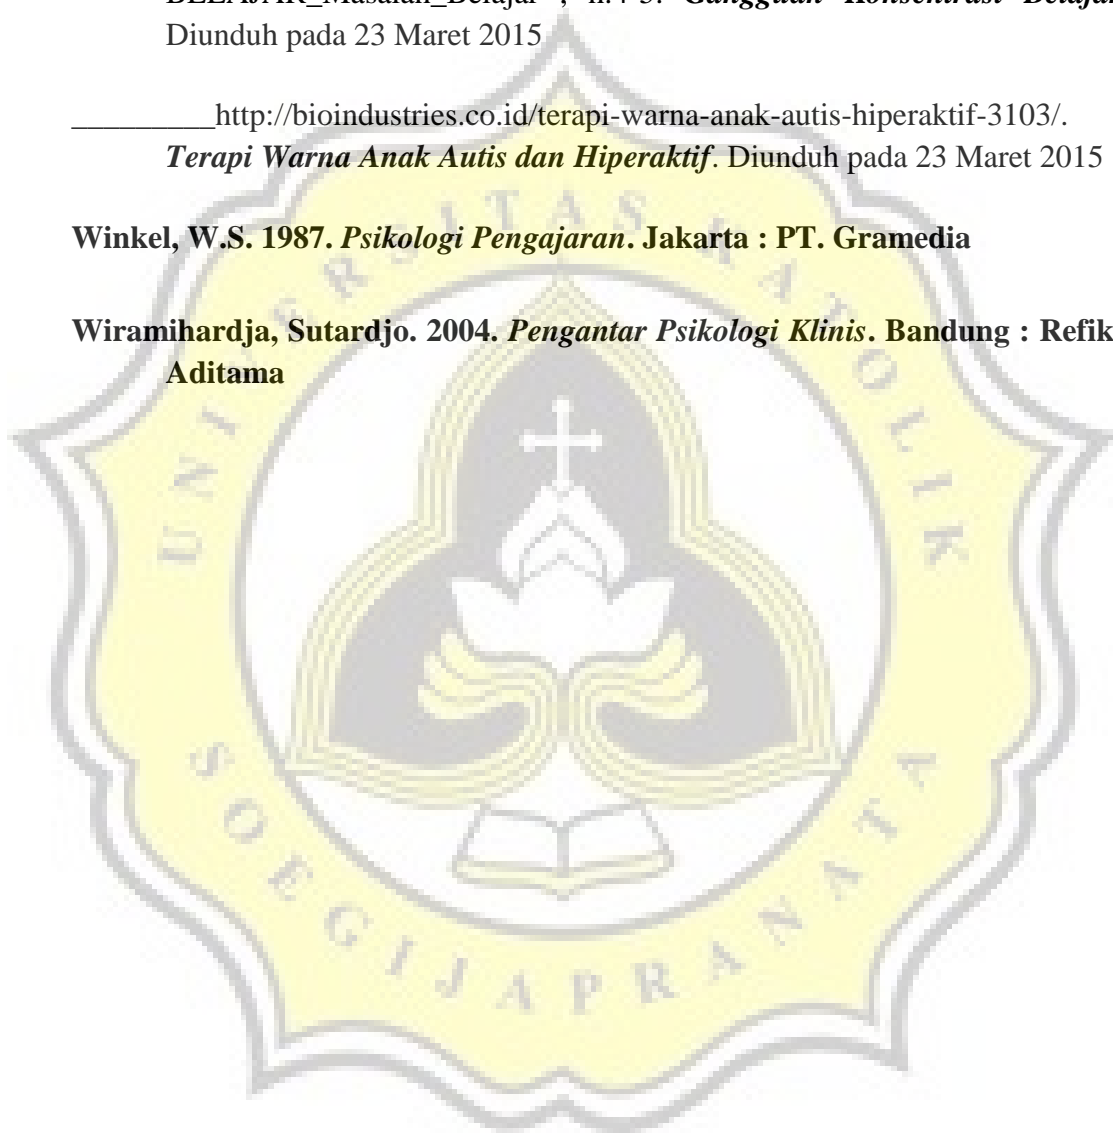 BELAJAR_Masalah_Belajar , h.4-5. Gangguan Konsentrasi Belajar
Diunduh pada 23 Maret 2015
_________http://bioindustries.co.id/terapi-warna-anak-autis-hiperaktif-3103/.
Terapi Warna Anak Autis dan Hiperaktif. Diunduh pada 23 Maret 2015
Winkel, W.S. 1987. Psikologi Pengajaran. Jakarta : PT. Gramedia
Wiramihardja, Sutardjo. 2004. Pengantar Psikologi Klinis. Bandung : Refik
Aditama
UNIVERSITAS KATOLIK
SOEGIJAPRANATA